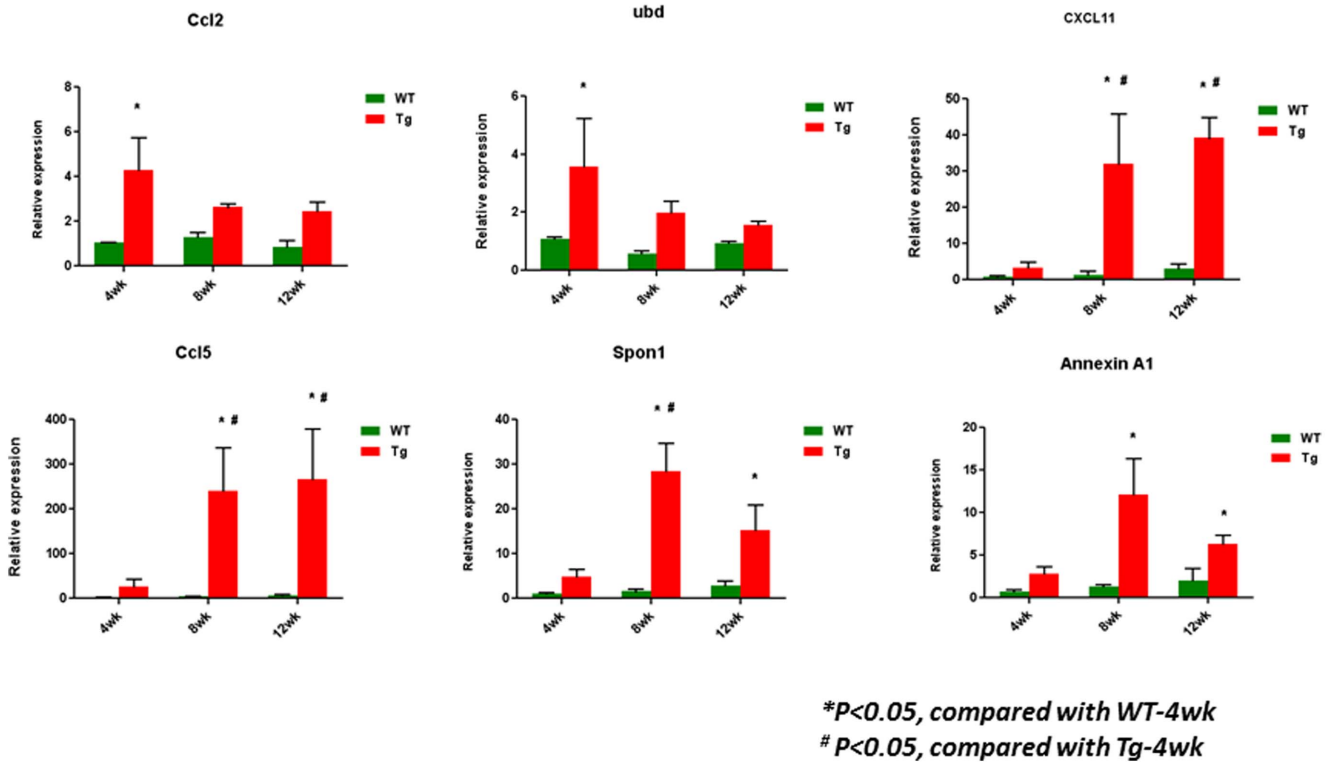 Ccl2
8
6
4
2
0
Relative expression
4wk
8wk
12wk
WT
Tg
*
ubd
6
4
2
0
Relative expression
4wk
8wk
12wk
WT
Tg
*
CXCL11
50
40
30
20
10
0
Relative expression
4wk
8wk
12wk
WT
Tg
* #
* #
Ccl5
400
300
200
100
0
Relative expression
4wk
8wk
12wk
WT
Tg
* #
* #
Spon1
40
30
20
10
0
Relative expression
4wk
8wk
12wk
WT
Tg
* #
*
Annexin A1
20
15
10
5
0
Relative expression
4wk
8wk
12wk
WT
Tg
*
*
*P<0.05, compared with WT-4wk
# P<0.05, compared with Tg-4wk